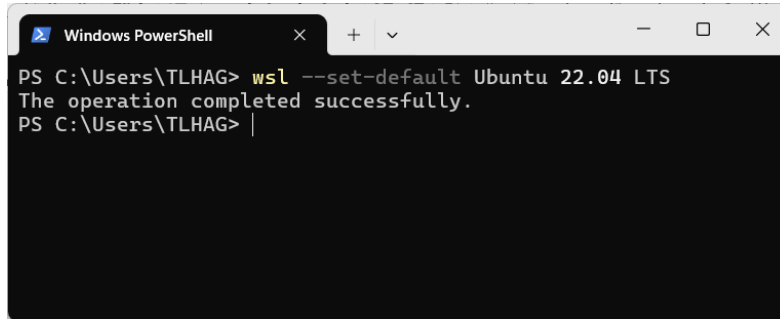 Windows PowerShell
PS C:\Users\TLHAG> wsl --set-default Ubuntu 22.04 LTS
The operation completed successfully.
PS C:\Users\TLHAG>